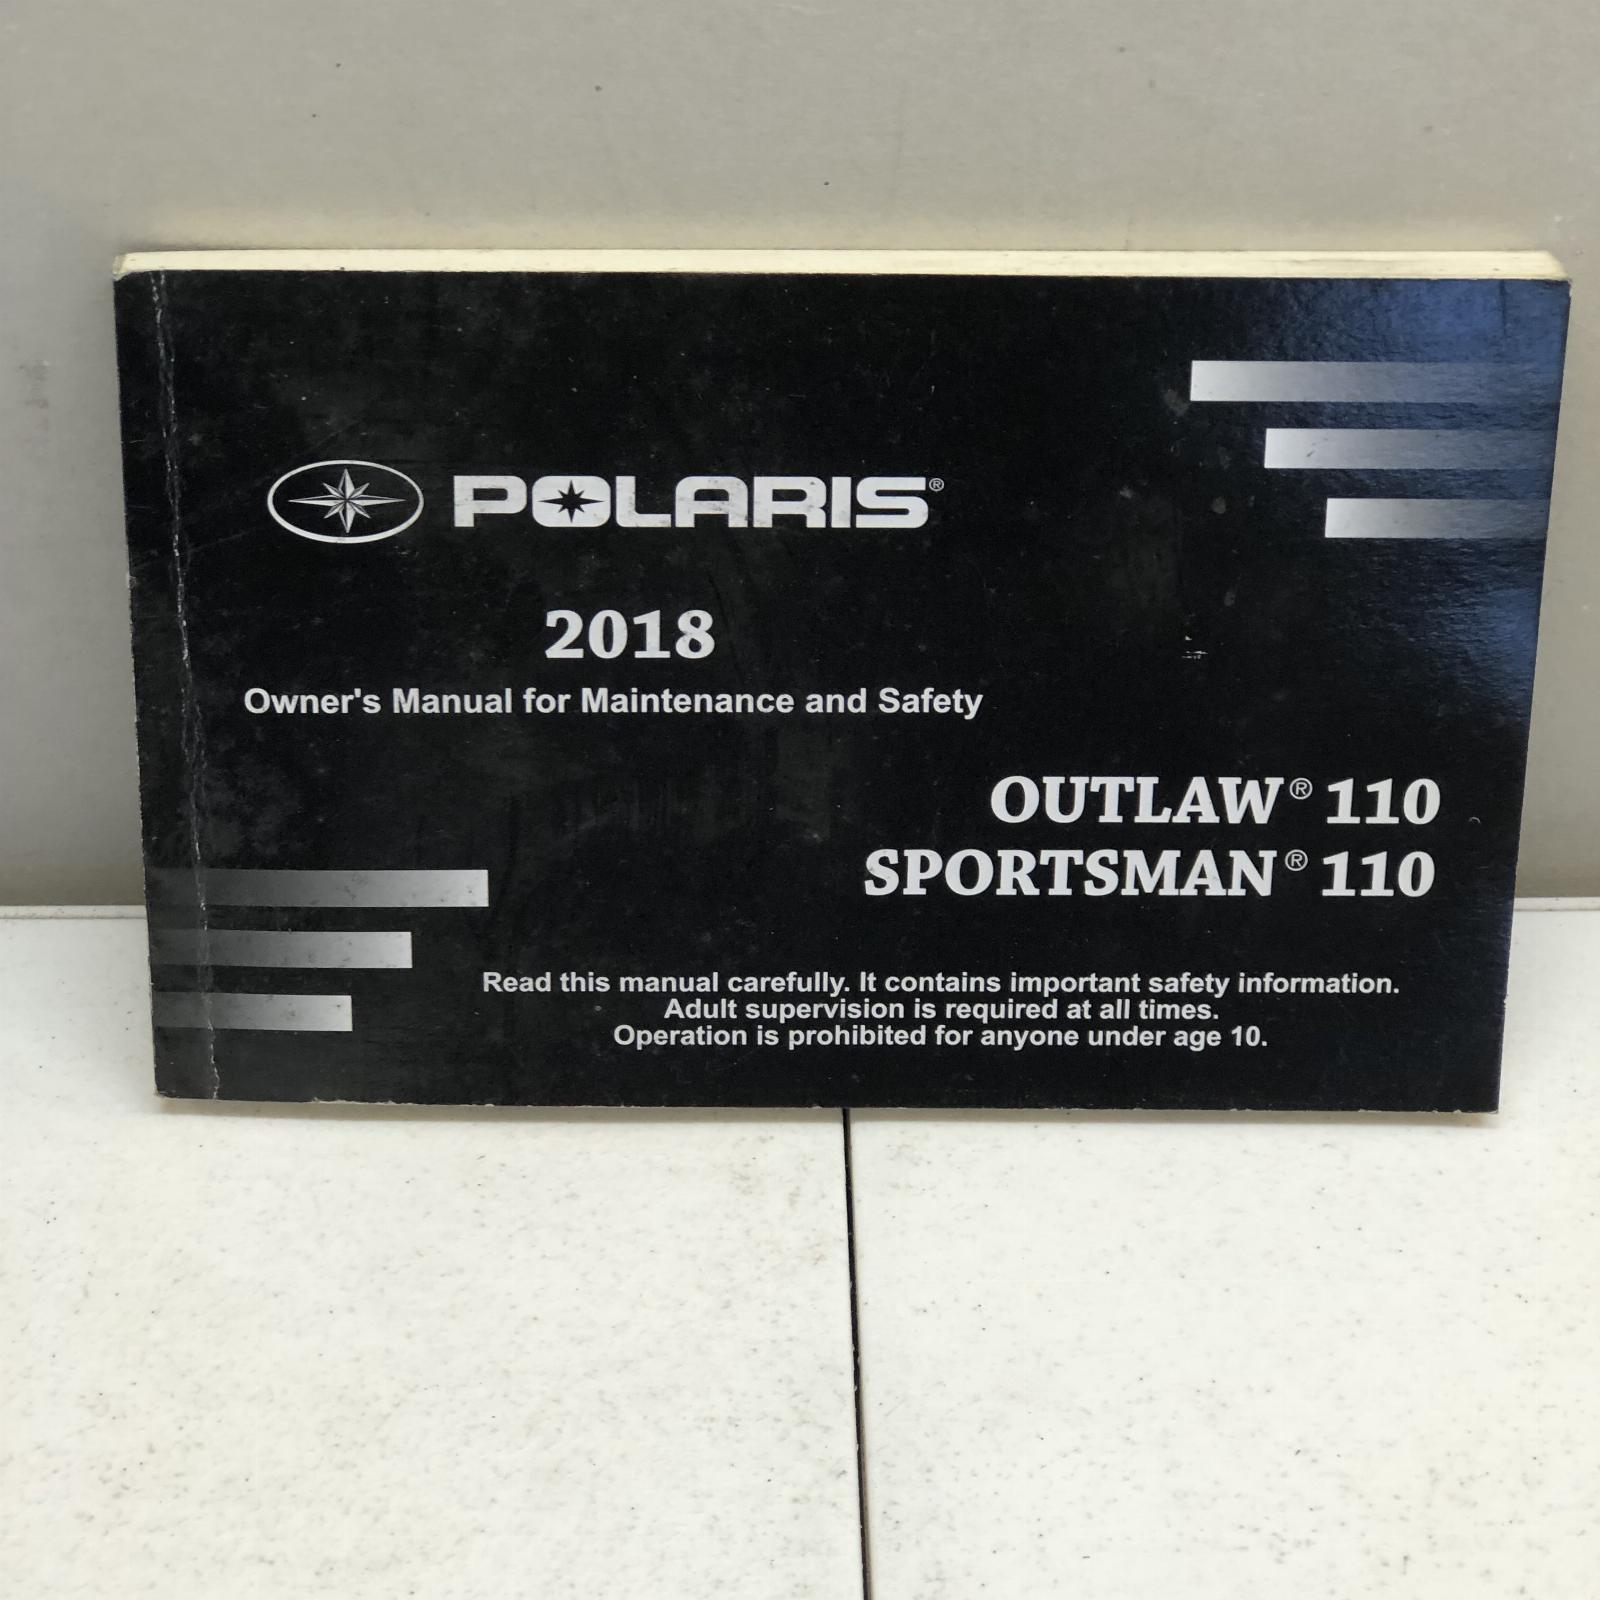 POLARIS®
2018
Owner's Manual for Maintenance and Safety
OUTLAW® 110
SPORTSMAN® 110
Read this manual carefully. It contains important safety information.
Adult supervision is required at all times.
Operation is prohibited for anyone under age 10.